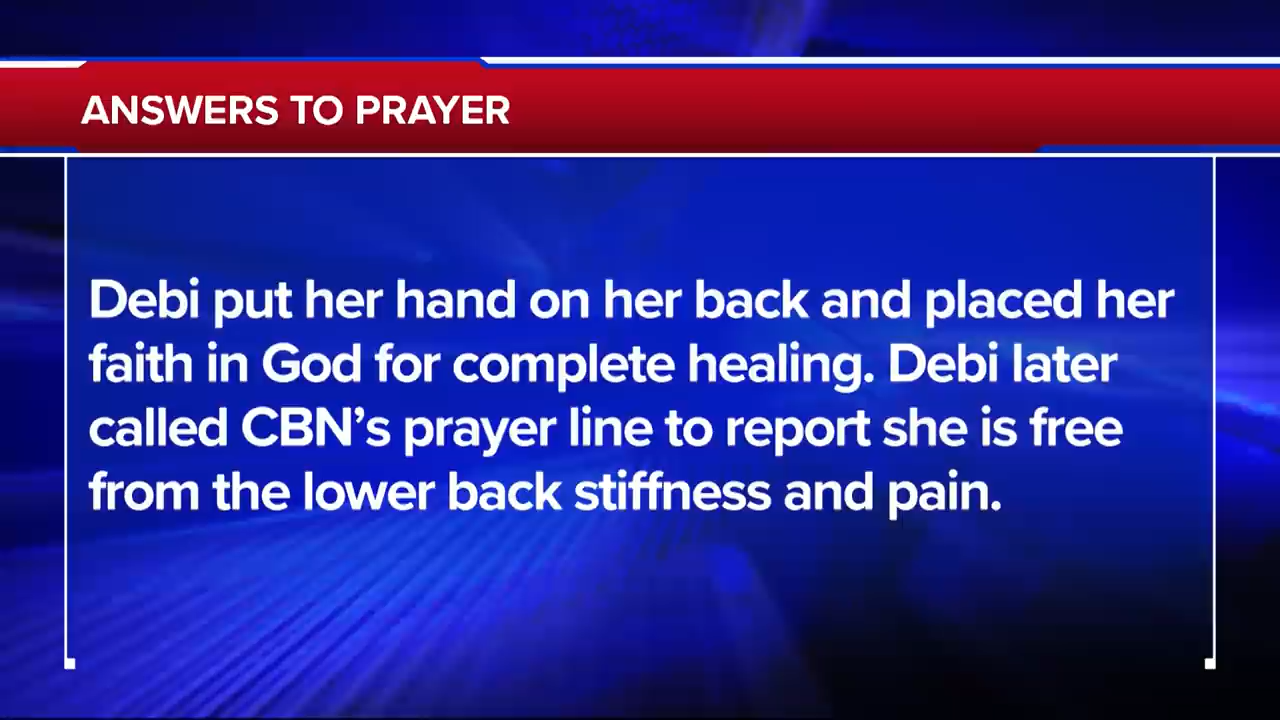 ANSWERS TO PRAYER
Debi put her hand on her back and placed her
faith in God for complete healing. Debi later
called CBN’s prayer line to report she is free
from the lower back stiffness and pain.